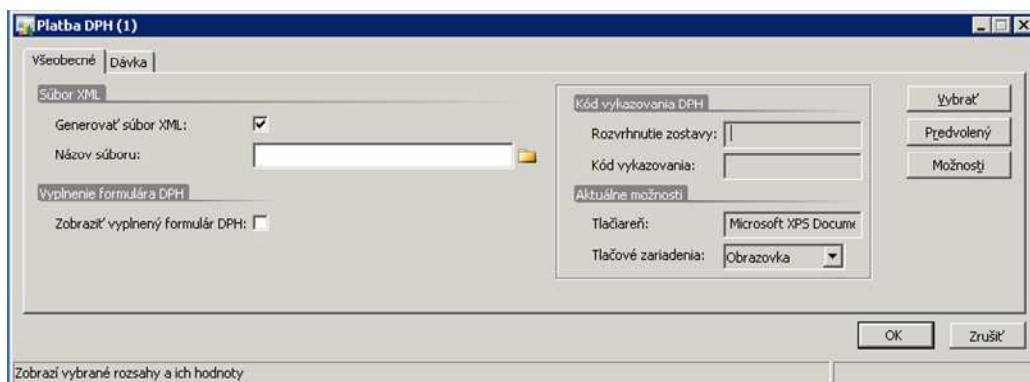 Platba DPH (1)
Všeobecné
Dávka
Súbor XML
Generovať súbor XML:
Názov súboru:
Vyplnenie formulára DPH
Zobraziť vyplnený formulár DPH:
Kód vykazovania DPH
Rozvrhnutie zostavy:
Kód vykazovania:
Aktuálne možnosti
Tlačiareň: Microsoft XPS Docume
Tlačové zariadenia: Obrazovka
Vybrať
Predvolený
Možnosti
OK
Zrušiť
Zobrazí vybrané rozsahy a ich hodnoty